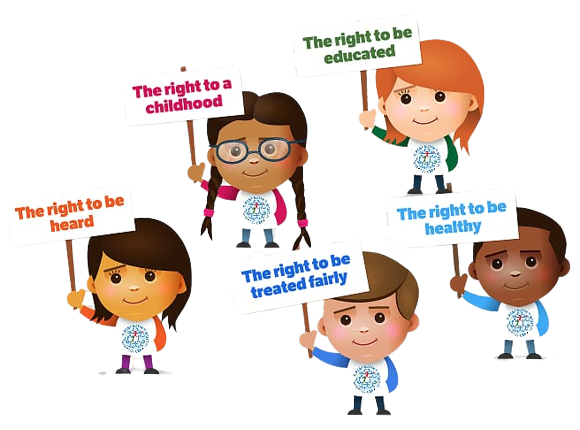 The right to be
educated
The right to a
childhood
The right to be
heard
The right to be
healthy
The right to be
treated fairly